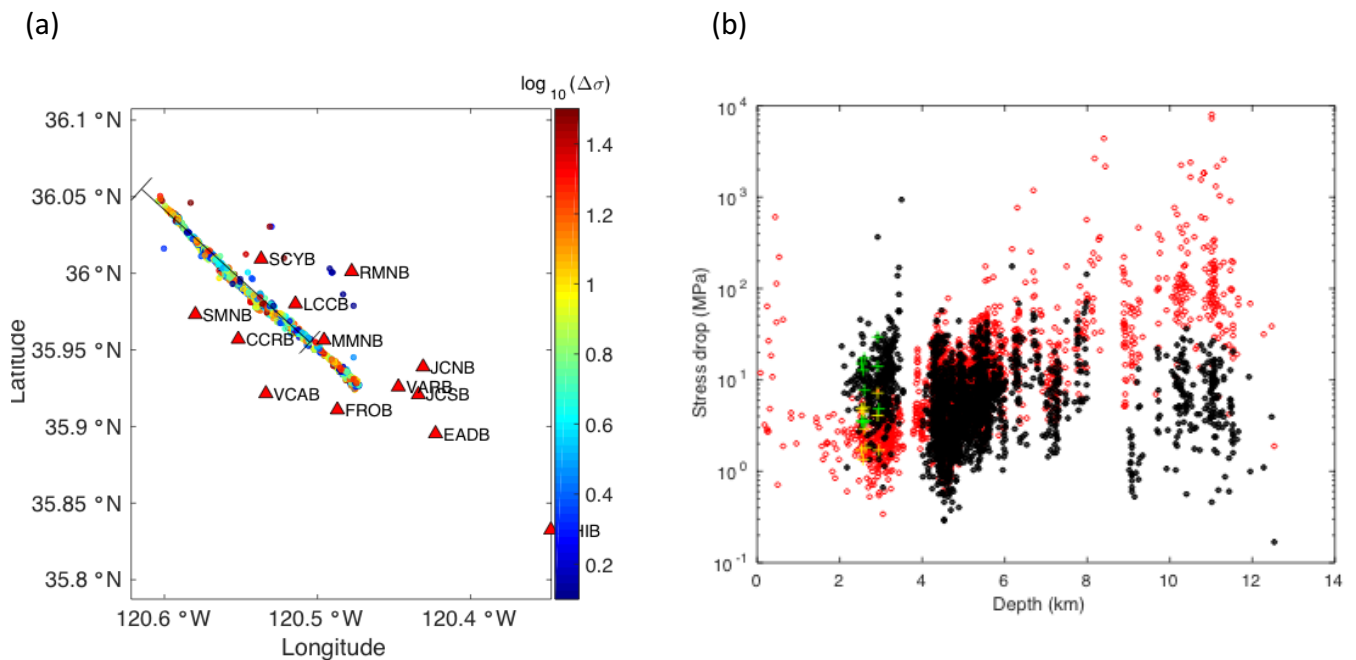 (a)
(b)
log 10 (Δσ)
36.1 °N
36.05 °N
36 °N
35.95 °N
35.9 °N
35.85 °N
35.8 °N
Latitude
SCYB
RMNB
LCCB
SMNB
CCRB
MMNB
JCNB
VARB
JCSB
VCAB
FROB
EADB
IIB
1.4
1.2
1
0.8
0.6
0.4
0.2
120.6 °W
120.5 °W
120.4 °W
Longitude
10^4
10^3
10^2
10^1
10^0
10^-1
Stress drop (MPa)
0
2
4
6
8
10
12
14
Depth (km)